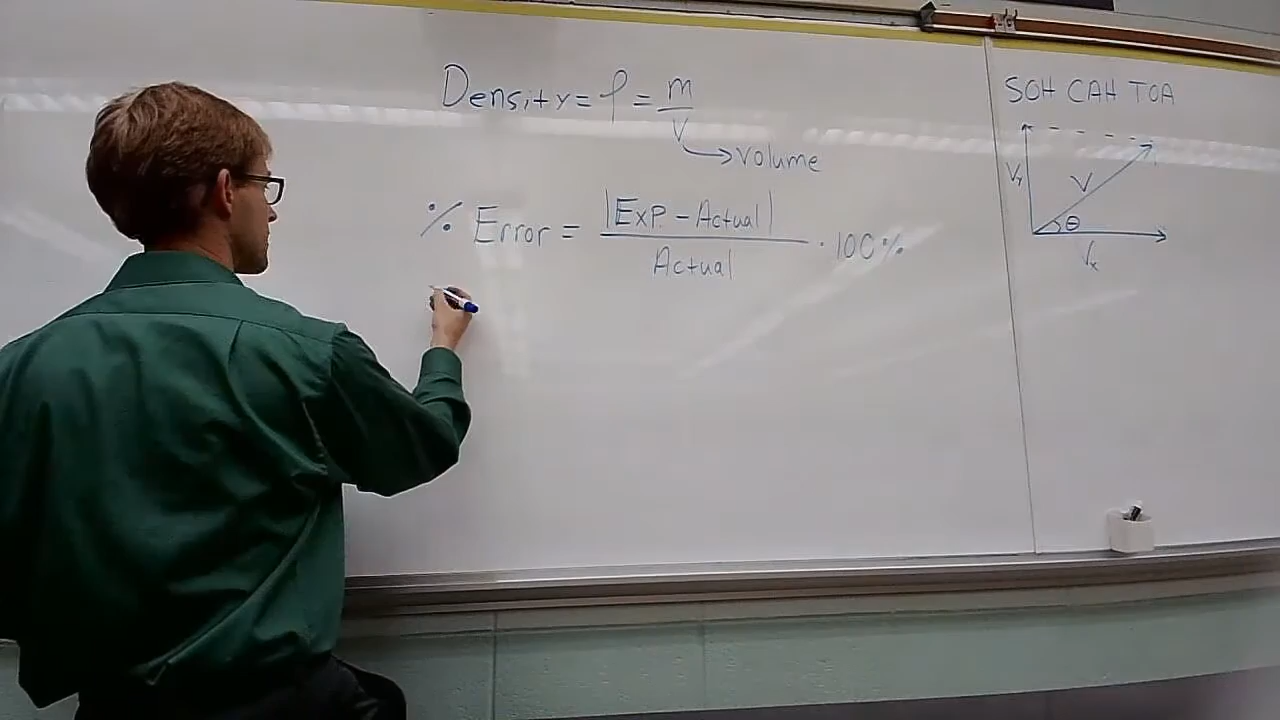 Density = ρ = m
V
→ volume
% Error = |Exp. - Actual|
Actual
· 100%
SOH CAH TOA
Vy
V
θ
Vx